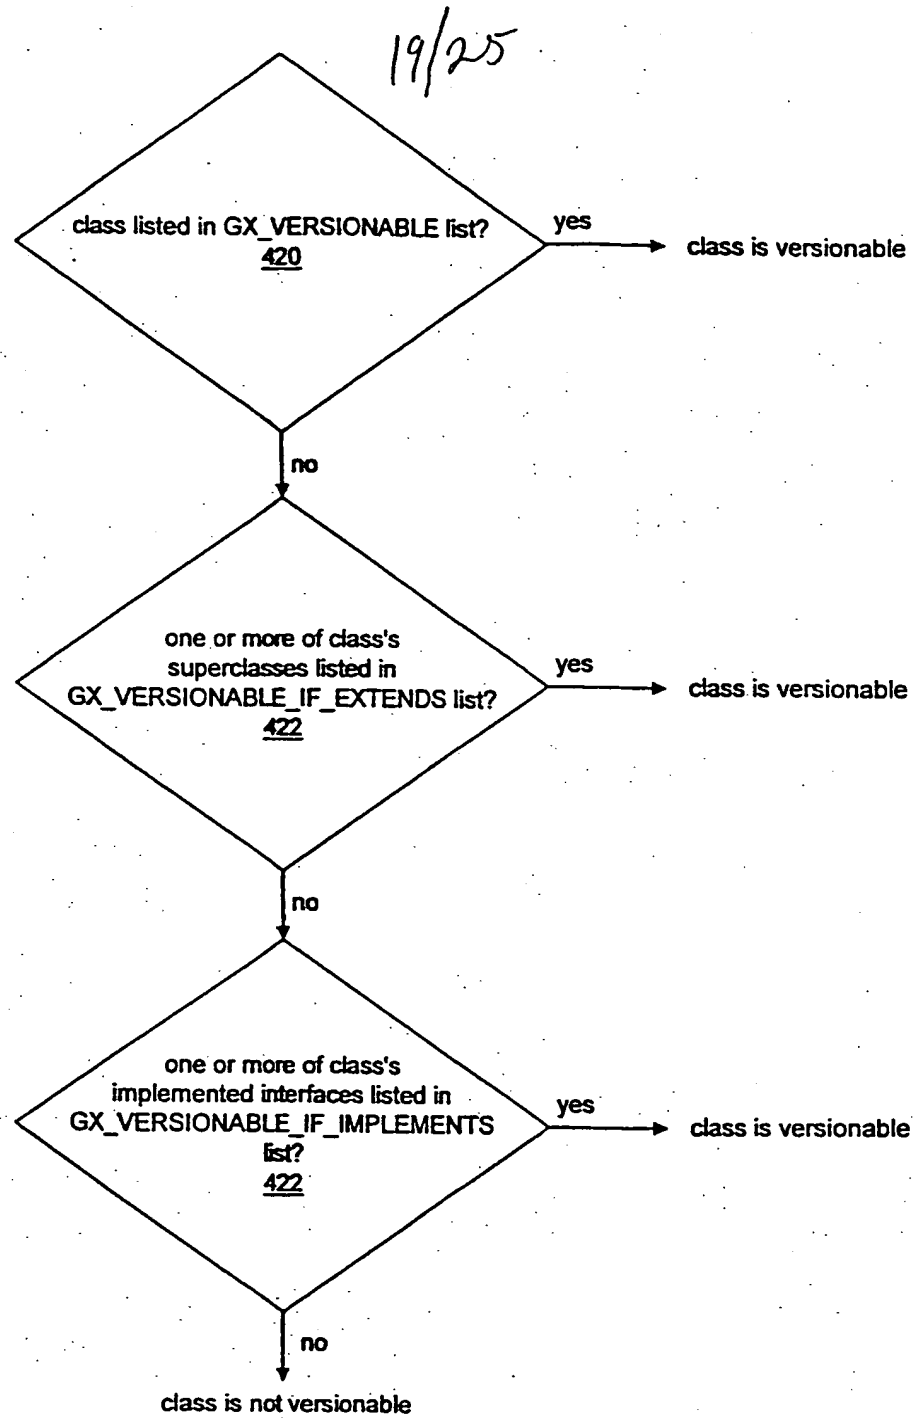 19/25
class listed in GX_VERSIONABLE list?
420
yes
class is versionable
no
one or more of class's
superclasses listed in
GX_VERSIONABLE_IF_EXTENDS list?
422
yes
class is versionable
no
one or more of class's
implemented interfaces listed in
GX_VERSIONABLE_IF_IMPLEMENTS
list?
422
yes
class is versionable
no
class is not versionable